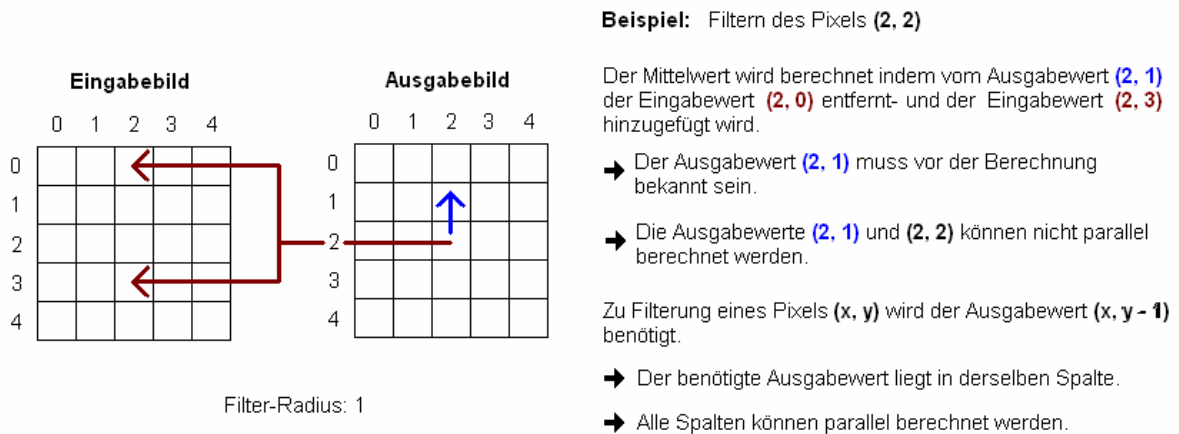 Eingabebild
0 1 2 3 4
0
1
2
3
4
Ausgabebild
0 1 2 3 4
0
1
2
3
4
Filter-Radius: 1
Beispiel: Filtern des Pixels (2, 2)
Der Mittelwert wird berechnet indem vom Ausgabewert (2, 1)
der Eingabewert (2, 0) entfernt- und der Eingabewert (2, 3)
hinzugefügt wird.
➔ Der Ausgabewert (2, 1) muss vor der Berechnung
bekannt sein.
➔ Die Ausgabewerte (2, 1) und (2, 2) können nicht parallel
berechnet werden.
Zu Filterung eines Pixels (x, y) wird der Ausgabewert (x, y - 1)
benötigt.
➔ Der benötigte Ausgabewert liegt in derselben Spalte.
➔ Alle Spalten können parallel berechnet werden.